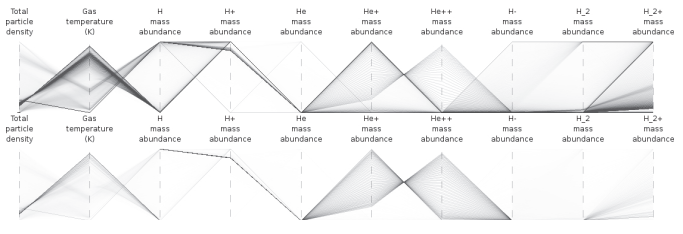 Total particle density
Gas temperature (K)
H mass abundance
H+ mass abundance
He mass abundance
He+ mass abundance
He++ mass abundance
H- mass abundance
H_2 mass abundance
H_2+ mass abundance
Total particle density
Gas temperature (K)
H mass abundance
H+ mass abundance
He mass abundance
He+ mass abundance
He++ mass abundance
H- mass abundance
H_2 mass abundance
H_2+ mass abundance